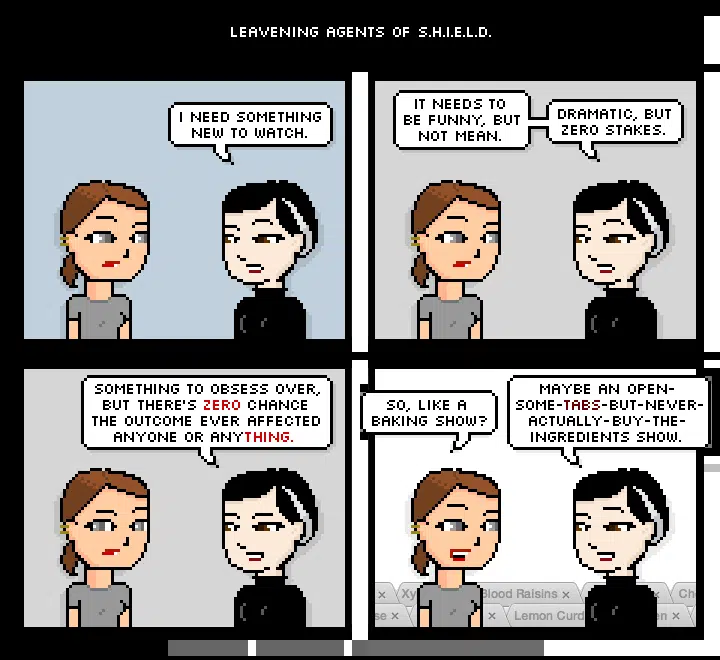 LEAVENING AGENTS OF S.H.I.E.L.D.
I NEED SOMETHING
NEW TO WATCH.
IT NEEDS TO
BE FUNNY, BUT
NOT MEAN.
DRAMATIC, BUT
ZERO STAKES.
SOMETHING TO OBSESS OVER,
BUT THERE'S ZERO CHANCE
THE OUTCOME EVER AFFECTED
ANYONE OR ANYTHING.
SO, LIKE A
BAKING SHOW?
MAYBE AN OPEN-
SOME-TABS-BUT-NEVER-
ACTUALLY-BUY-THE-
INGREDIENTS SHOW.
Blood Raisins ×
Lemon Curd